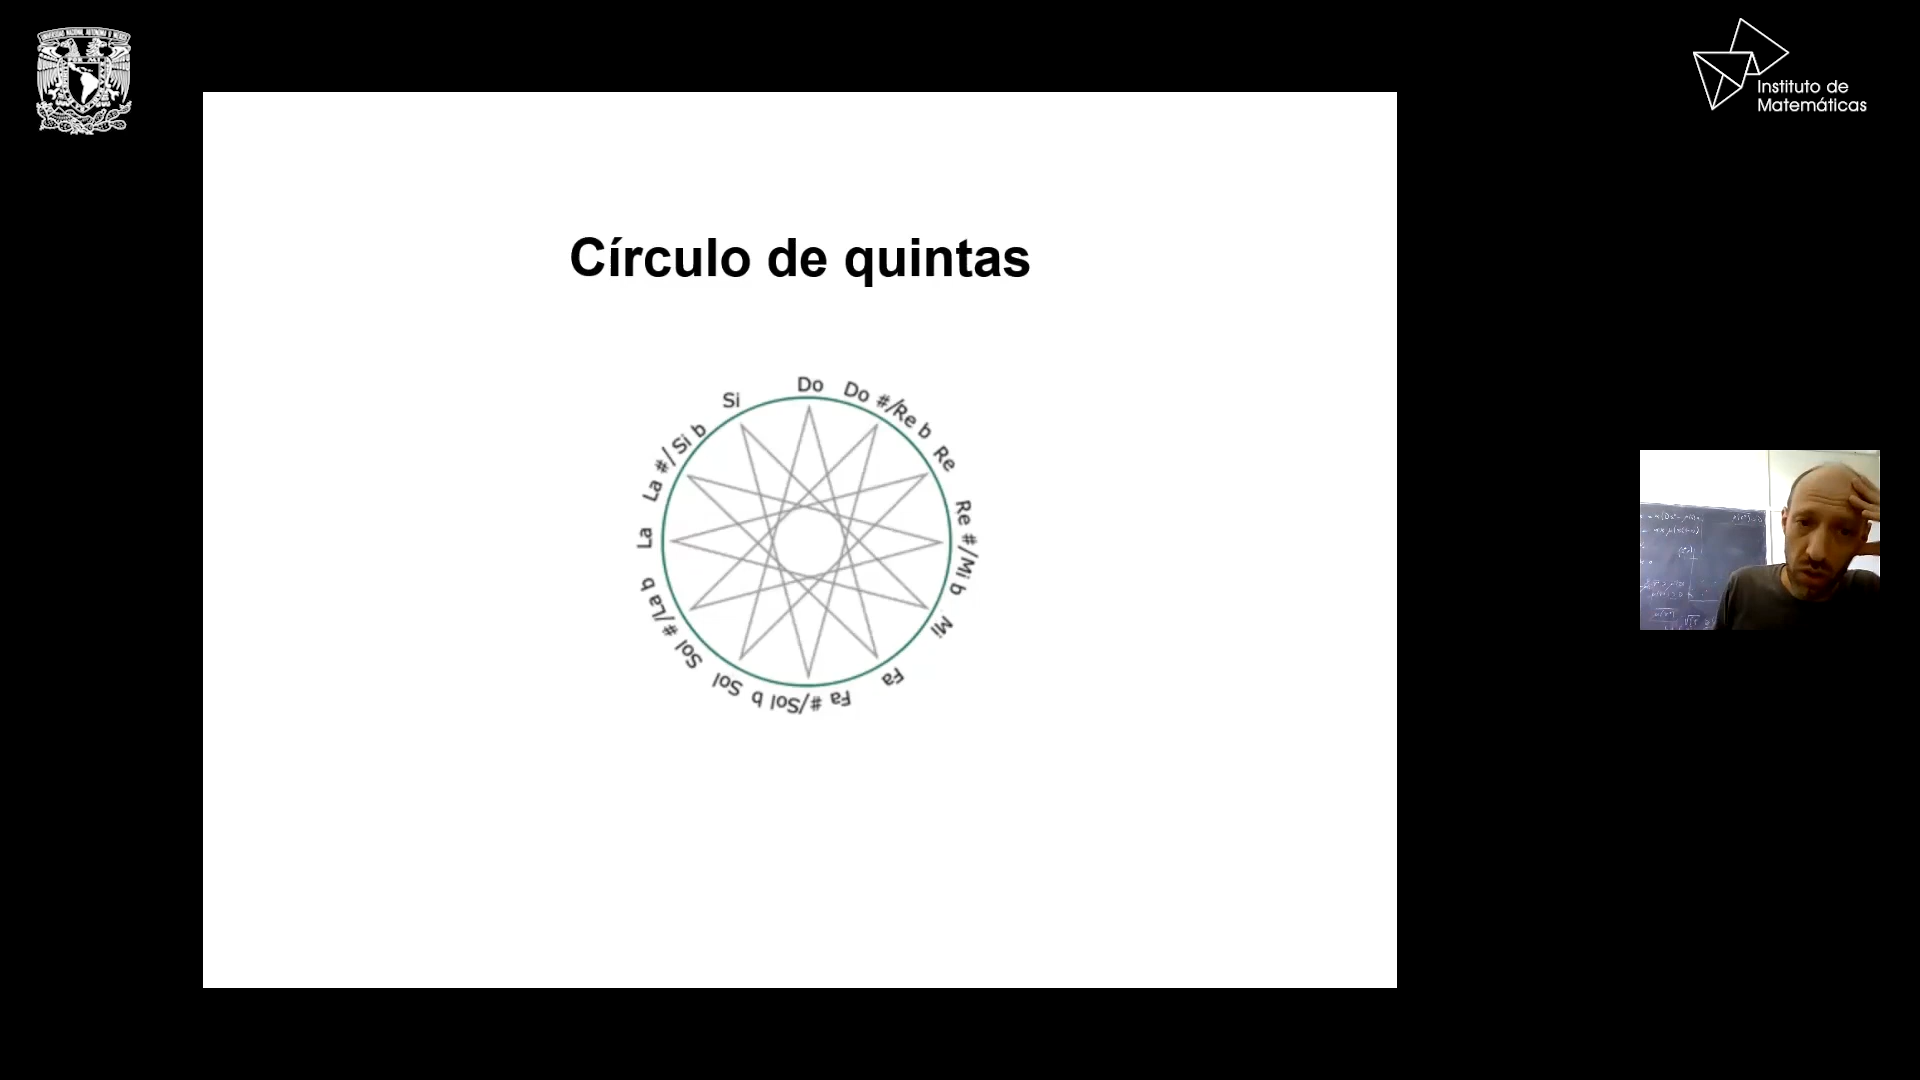 Instituto de
Matemáticas
Círculo de quintas
Do
Do #/Re b
Re
Re #/Mi b
Mi
Fa
Fa #/Sol b
Sol
Sol #/La b
La
La #/ Si b
Si